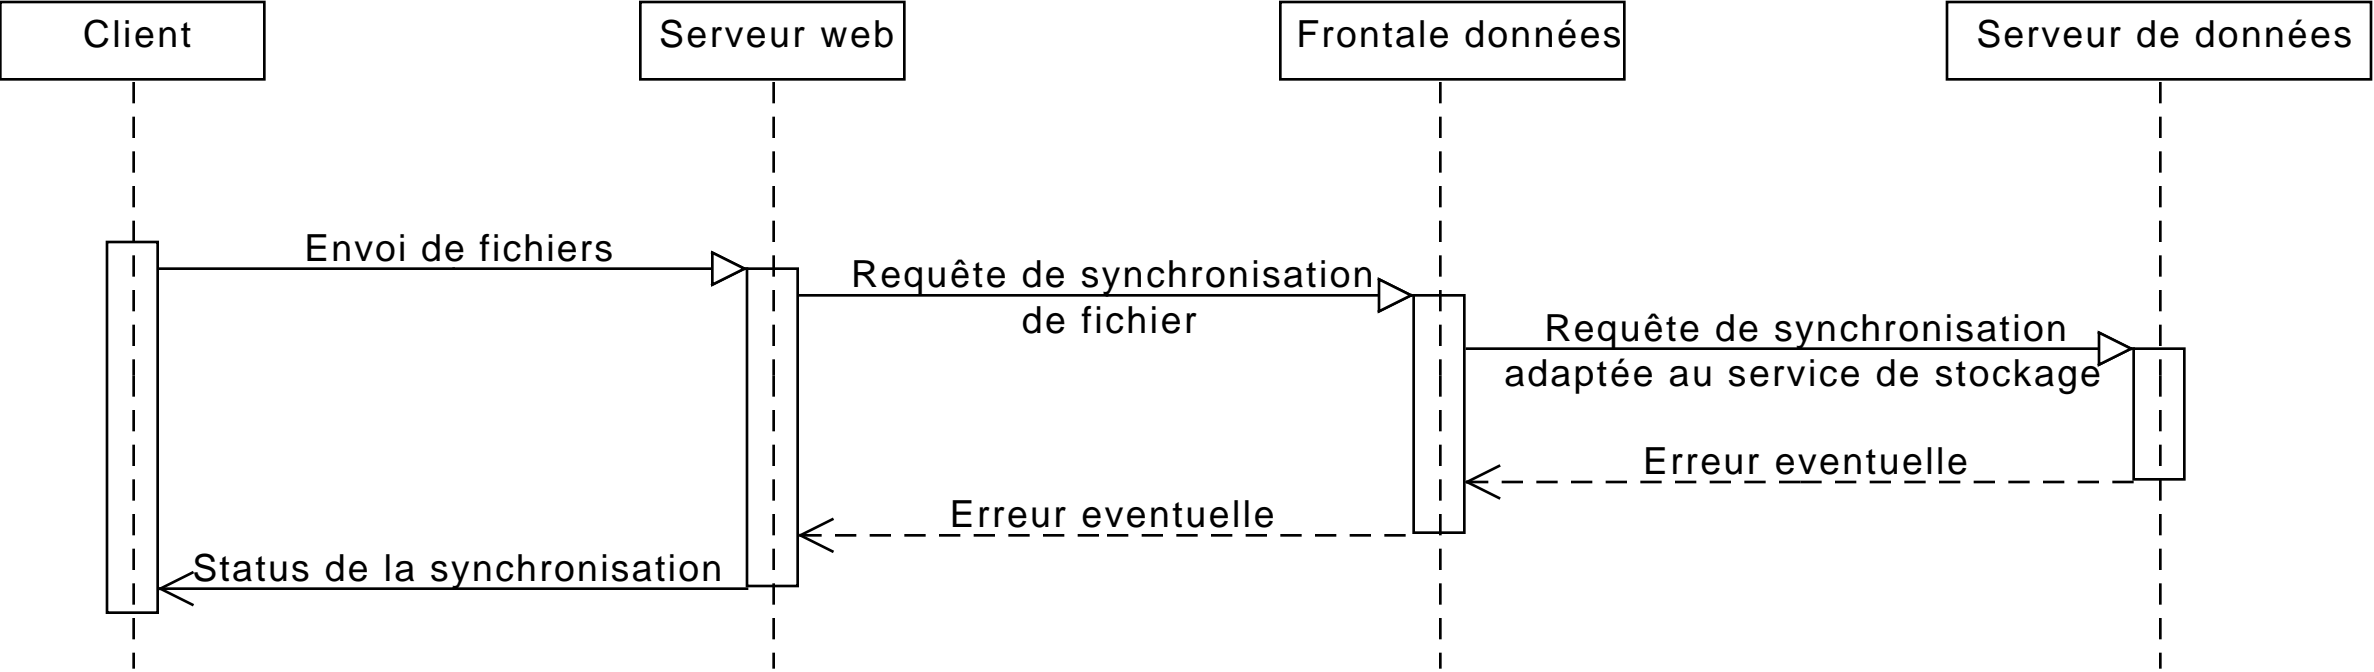 Client
Serveur web
Frontale données
Serveur de données
Envoi de fichiers
Requête de synchronisation
de fichier
Requête de synchronisation
adaptée au service de stockage
Erreur eventuelle
Erreur eventuelle
Status de la synchronisation